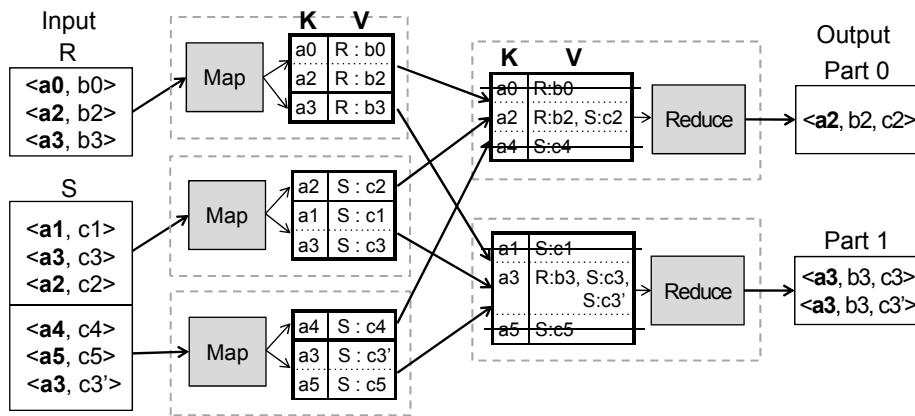 Input
R
<a0, b0>
<a2, b2>
<a3, b3>
S
<a1, c1>
<a3, c3>
<a2, c2>
<a4, c4>
<a5, c5>
<a3, c3’>
Map
K V
a0 R : b0
a2 R : b2
a3 R : b3
Map
a2 S : c2
a1 S : c1
a3 S : c3
Map
a4 S : c4
a3 S : c3’
a5 S : c5
K V
a0 R:b0
a2 R:b2, S:c2
a4 S:c4
Reduce
a1 S:c1
a3 R:b3, S:c3,
S:c3’
a5 S:c5
Reduce
Output
Part 0
<a2, b2, c2>
Part 1
<a3, b3, c3>
<a3, b3, c3’>